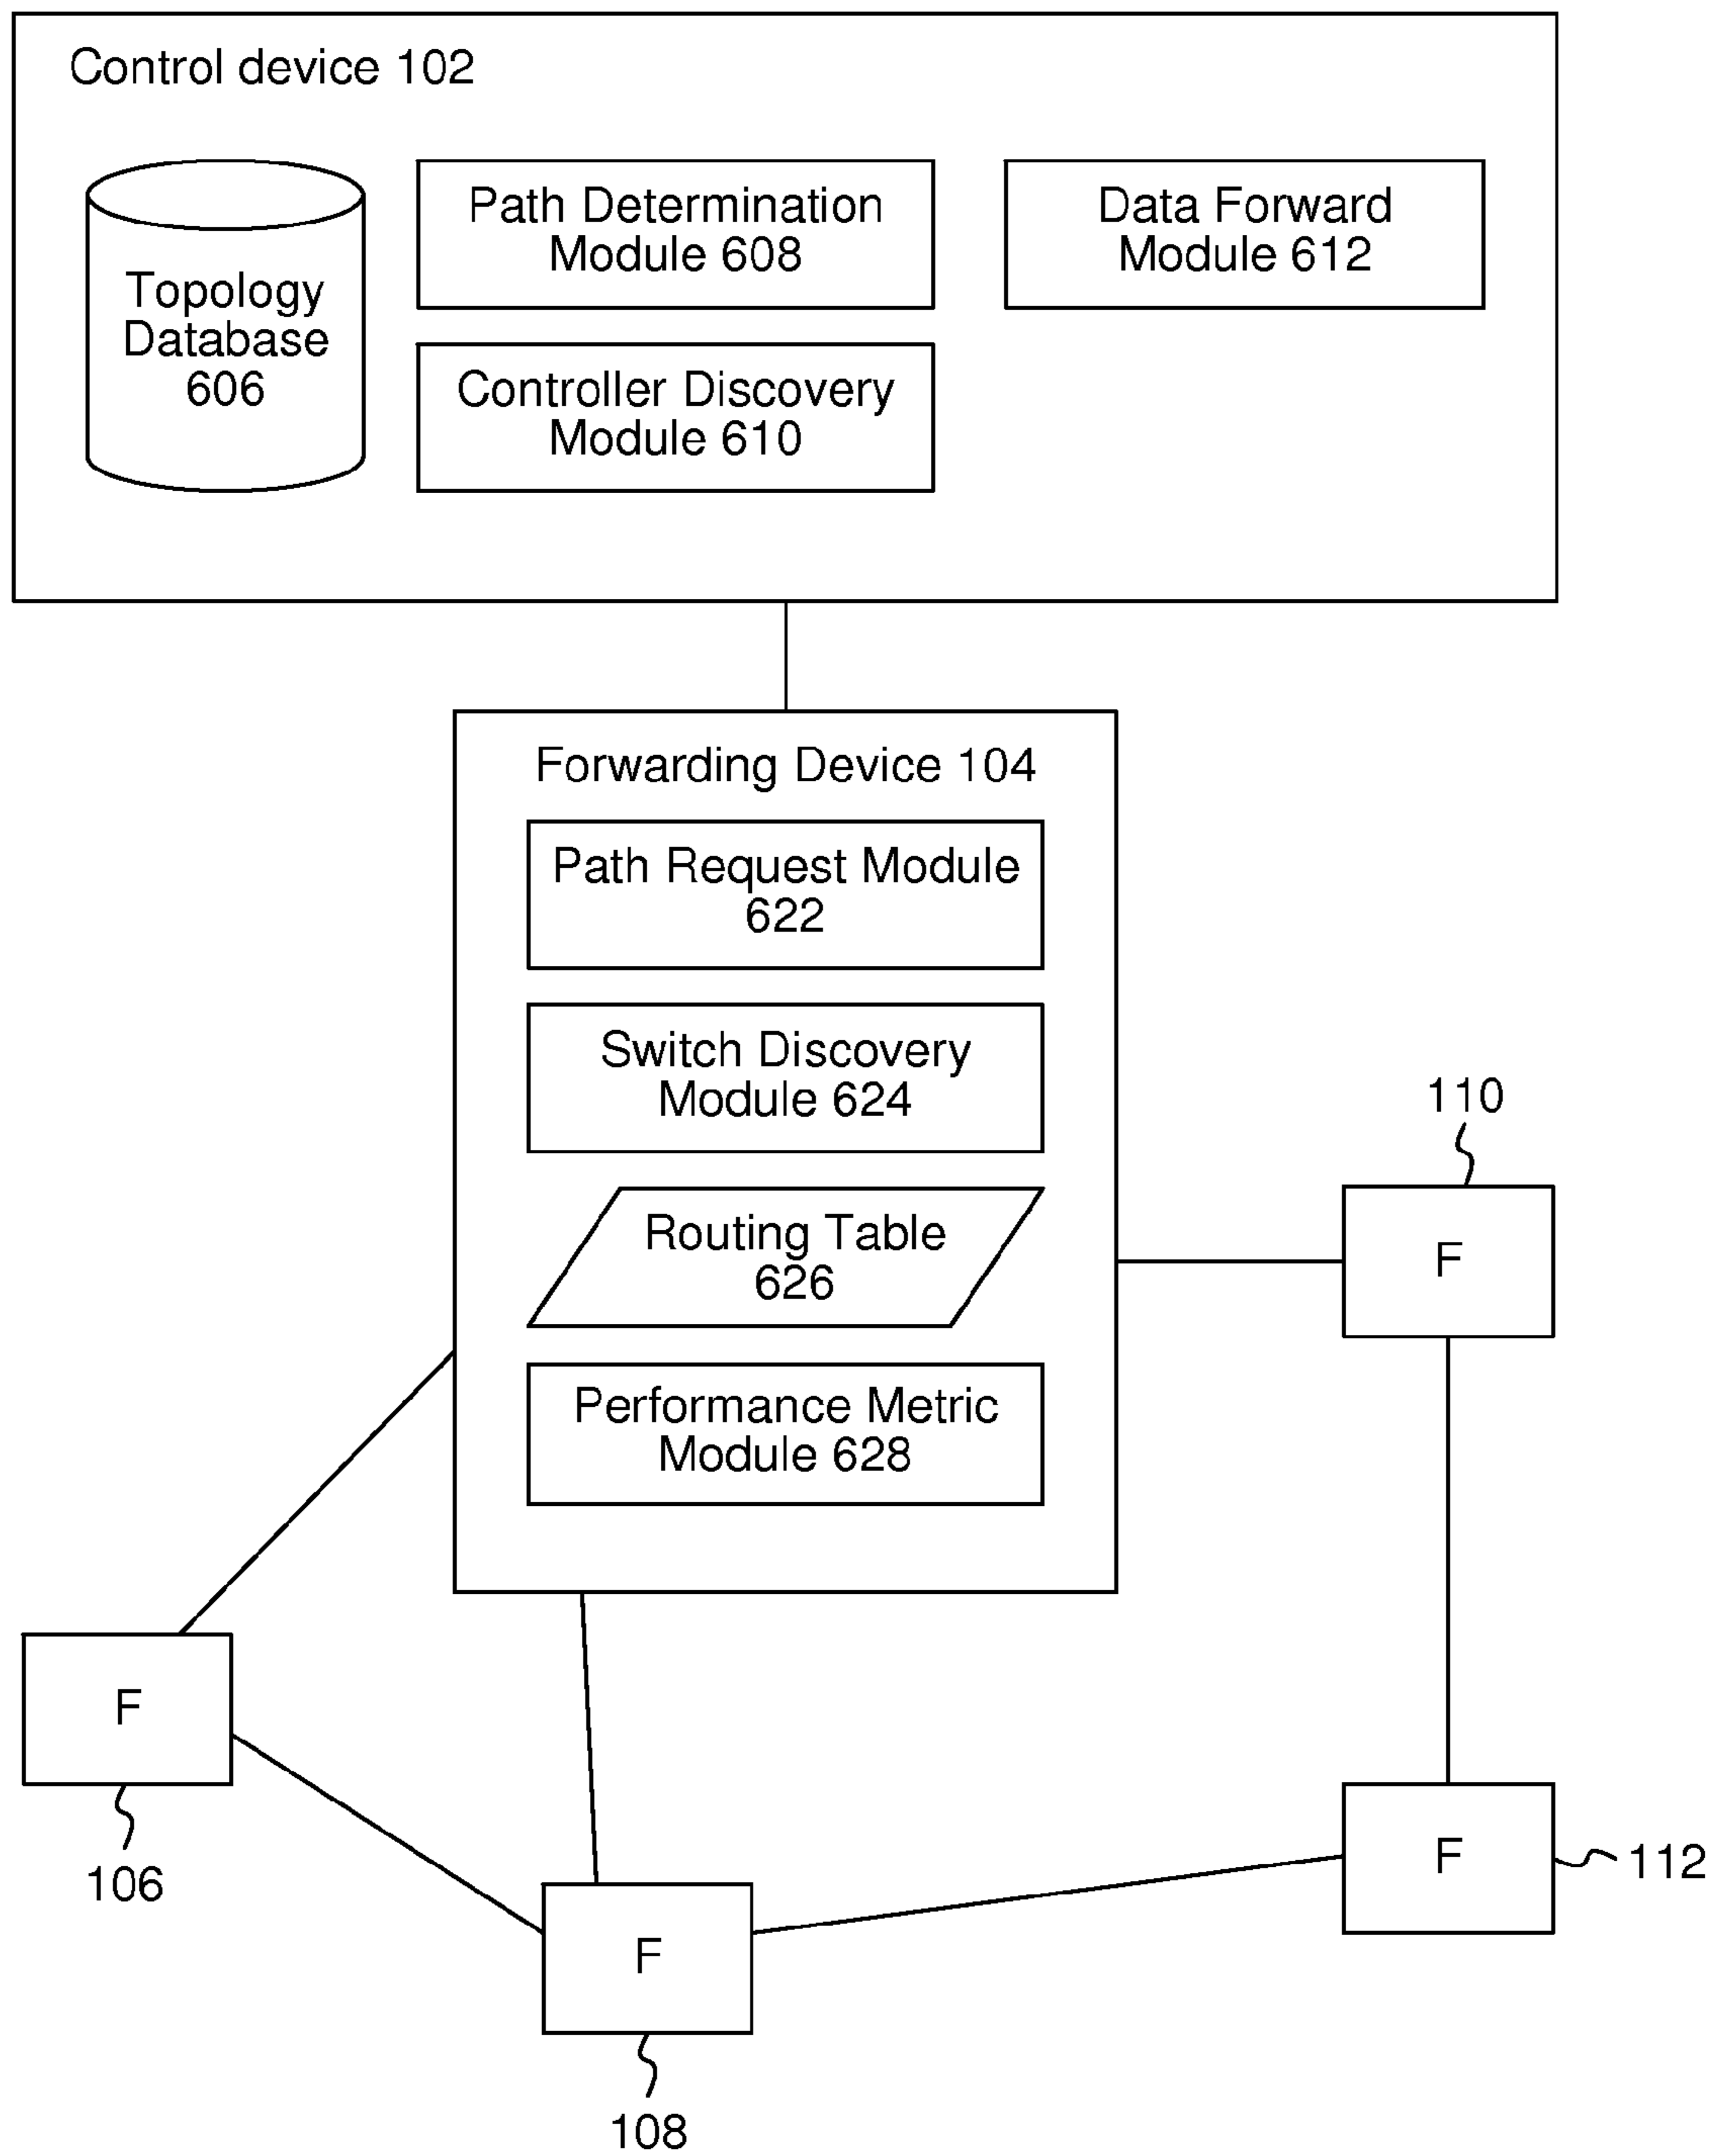 Control device 102
Topology
Database
606
Path Determination
Module 608
Controller Discovery
Module 610
Data Forward
Module 612
Forwarding Device 104
Path Request Module
622
Switch Discovery
Module 624
Routing Table
626
Performance Metric
Module 628
110
F
F
106
F
108
F
112